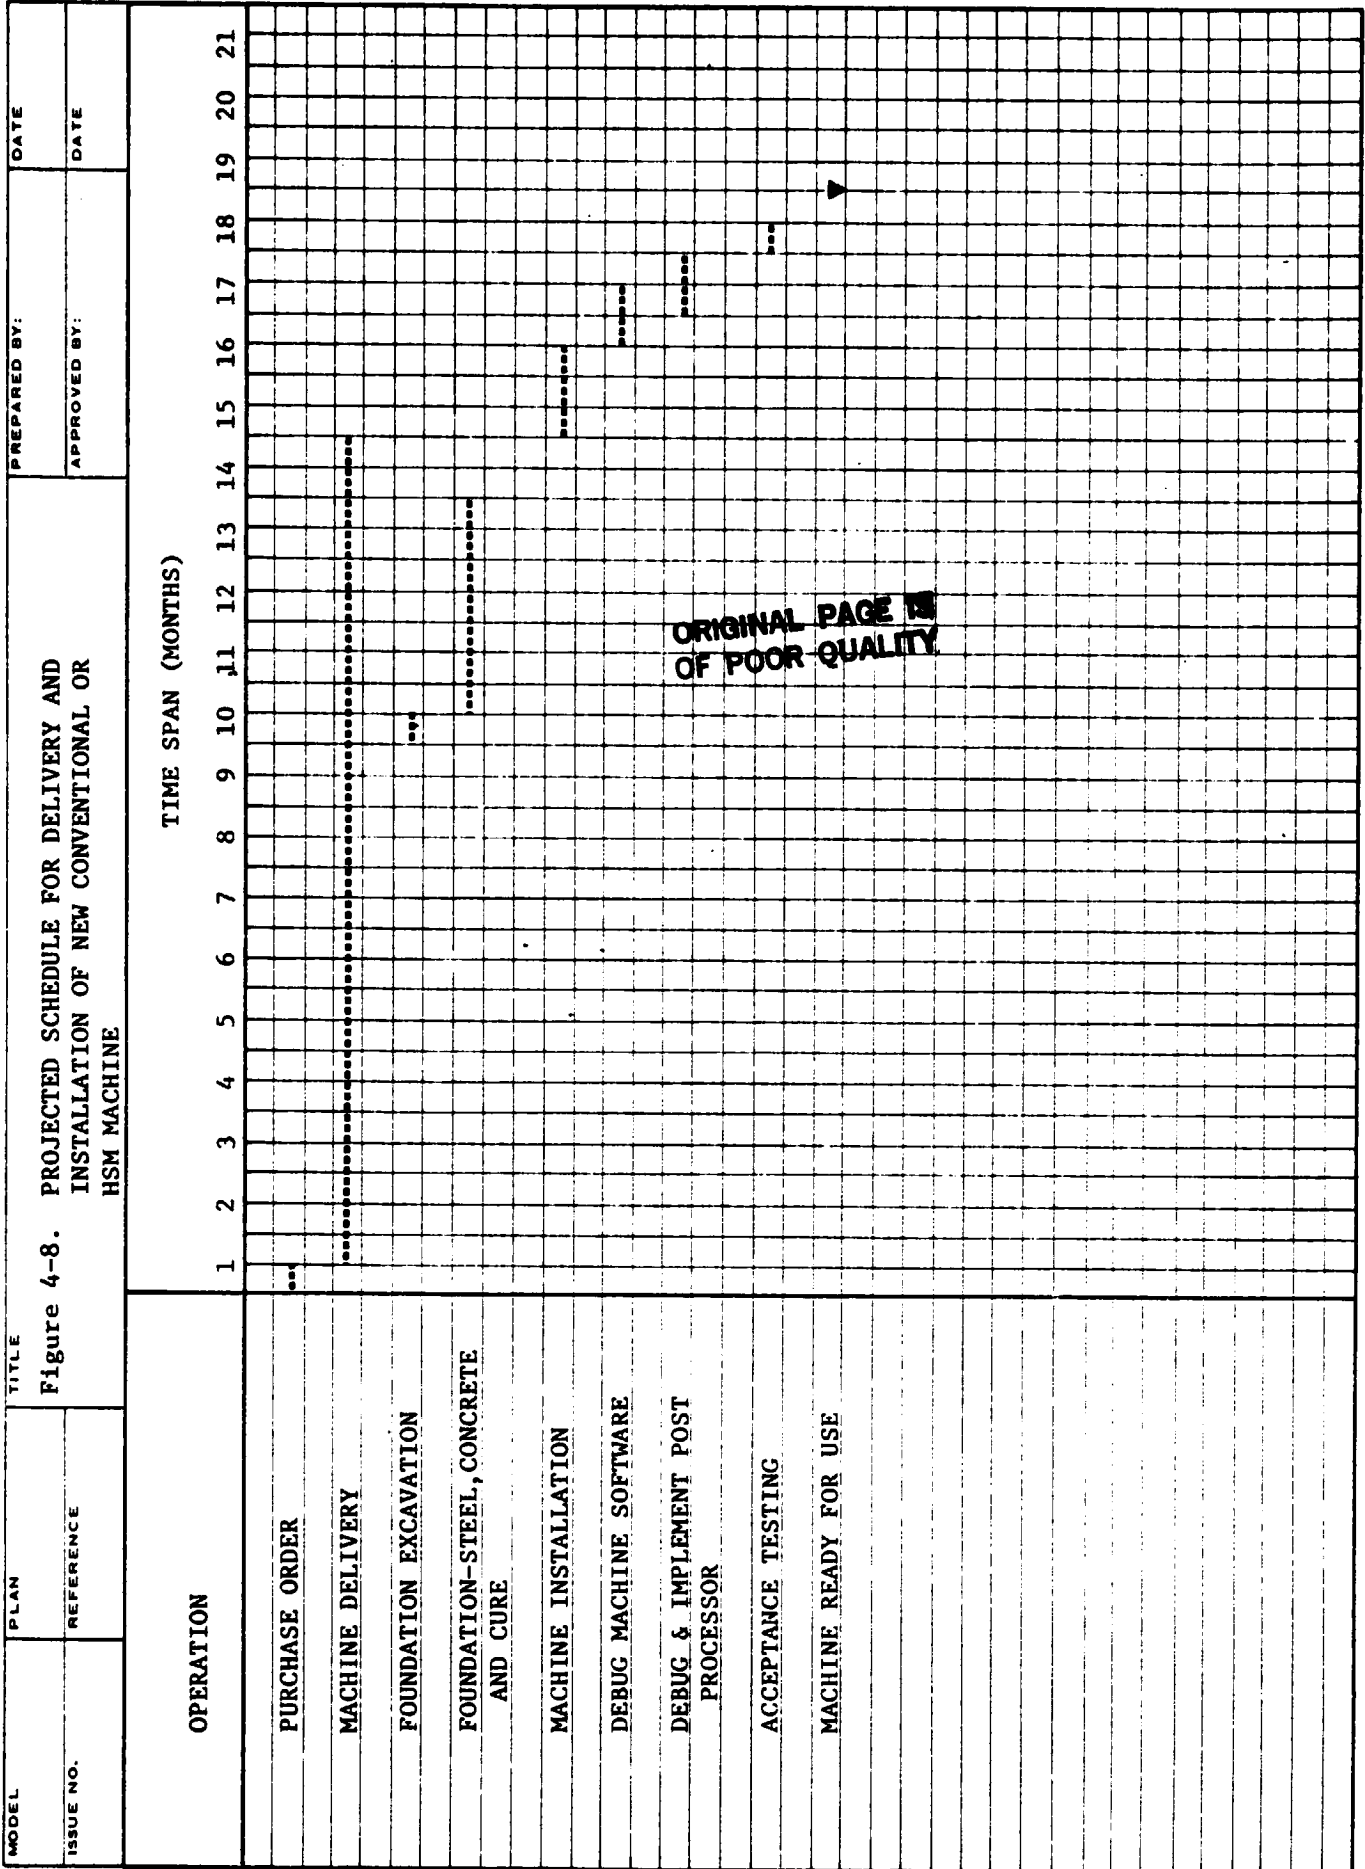 MODEL
PLAN
TITLE
PREPARED BY:
DATE
ISSUE NO.
REFERENCE
APPROVED BY:
DATE
Figure 4-8. PROJECTED SCHEDULE FOR DELIVERY AND
INSTALLATION OF NEW CONVENTIONAL OR
HSM MACHINE
OPERATION
TIME SPAN (MONTHS)
1 2 3 4 5 6 7 8 9 10 11 12 13 14 15 16 17 18 19 20 21
PURCHASE ORDER
MACHINE DELIVERY
FOUNDATION EXCAVATION
FOUNDATION-STEEL, CONCRETE
AND CURE
MACHINE INSTALLATION
DEBUG MACHINE SOFTWARE
DEBUG & IMPLEMENT POST
PROCESSOR
ACCEPTANCE TESTING
MACHINE READY FOR USE
ORIGINAL PAGE IS
OF POOR QUALITY